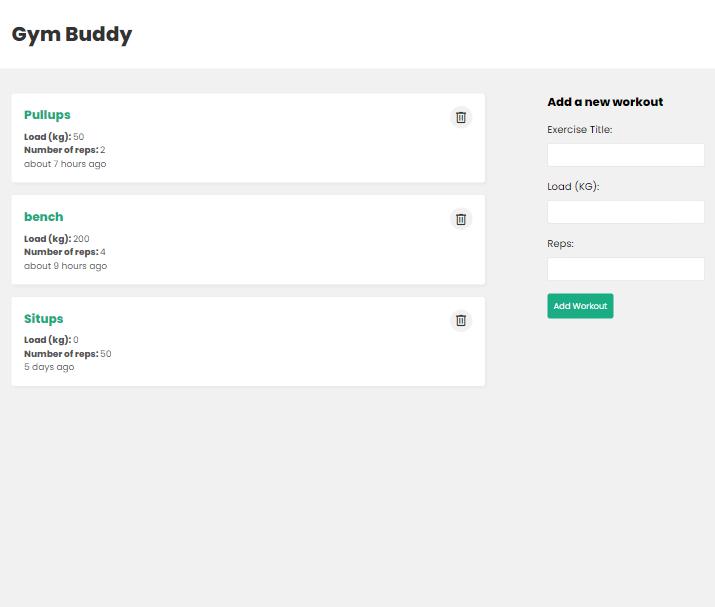 Gym Buddy
Pullups
Load (kg): 50
Number of reps: 2
about 7 hours ago
bench
Load (kg): 200
Number of reps: 4
about 9 hours ago
Situps
Load (kg): 0
Number of reps: 50
5 days ago
Add a new workout
Exercise Title:
Load (KG):
Reps:
Add Workout